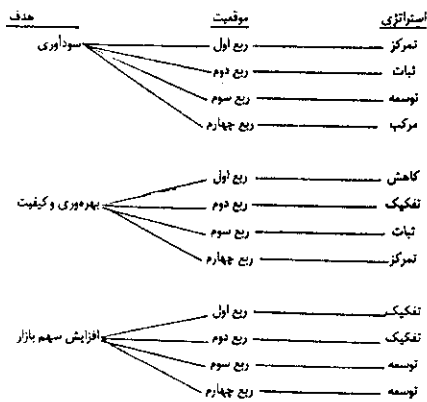 هدف موقعیت استراتژی
سودآوری ربع اول تمرکز
ربع دوم ثبات
ربع سوم توسعه
ربع چهارم مرکب
بهره‌وری و کیفیت ربع اول کاهش
ربع دوم تفکیک
ربع سوم ثبات
ربع چهارم تمرکز
افزایش سهم بازار ربع اول تفکیک
ربع دوم تفکیک
ربع سوم توسعه
ربع چهارم توسعه